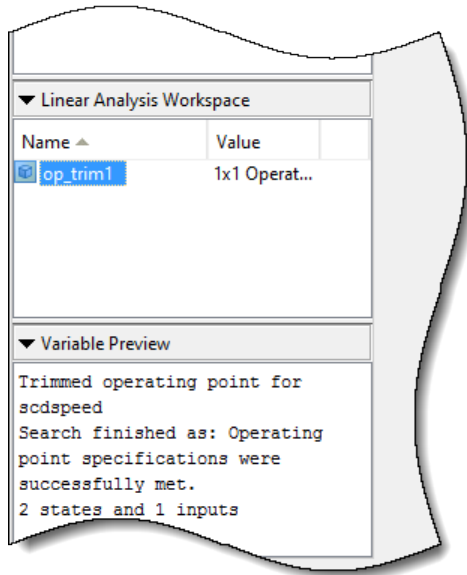 Linear Analysis Workspace
Name Value
op_trim1 1x1 Operat...
Variable Preview
Trimmed operating point for
scdspeed
Search finished as: Operating
point specifications were
successfully met.
2 states and 1 inputs